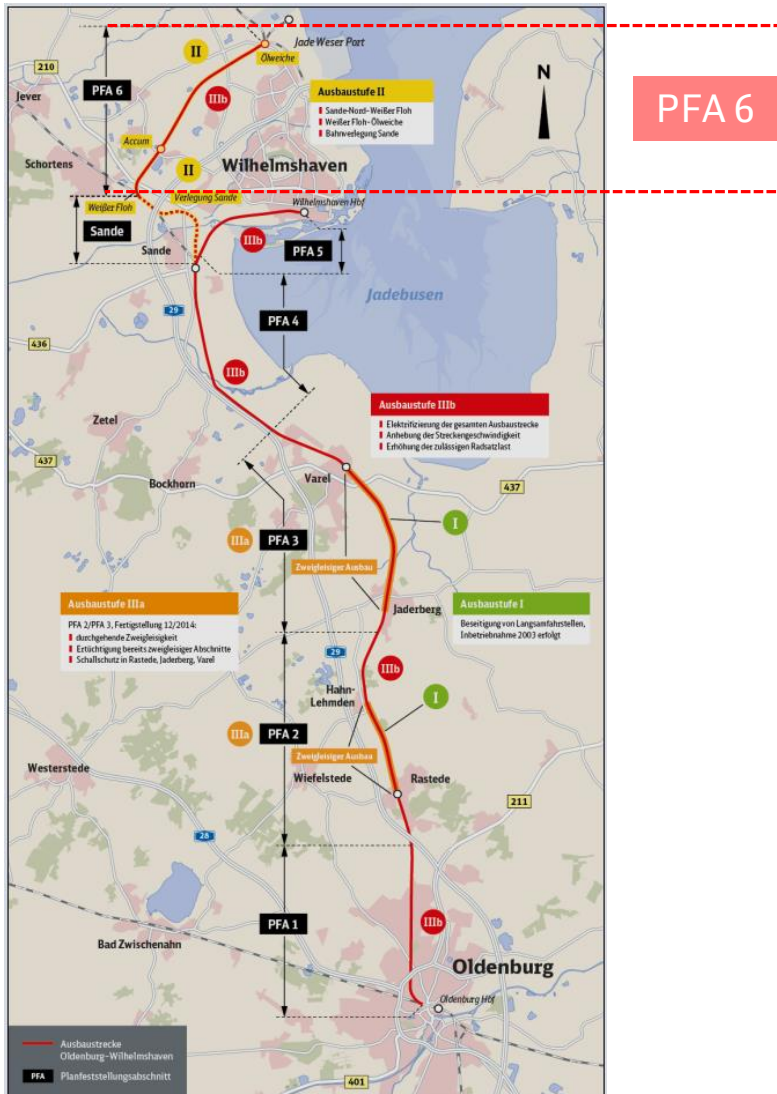 Jade Weser Port
II
Ölweiche
210
Jever
PFA 6
N
PFA 6
IIIb
Ausbaustufe II
Sande-Nord–Weißer Floh
Weißer Floh–Ölweiche
Bahnverlegung Sande
Accum
Schortens
II
Wilhelmshaven
Weißer Floh
Verlegung Sande
Wilhelmshaven Hbf
Sande
IIIb
PFA 5
Sande
Jadebusen
29
PFA 4
436
IIIb
Ausbaustufe IIIb
Elektrifizierung der gesamten Ausbaustrecke
Anhebung der Streckengeschwindigkeit
Erhöhung der zulässigen Radsatzlast
Zetel
437
Bockhorn
Varel
437
I
IIIa
PFA 3
Zweigleisiger Ausbau
Ausbaustufe IIIa
PFA 2/PFA 3, Fertigstellung 12/2014:
durchgehende Zweigleisigkeit
Ertüchtigung bereits zweigleisiger Abschnitte
Schallschutz in Rastede, Jaderberg, Varel
Jaderberg
Ausbaustufe I
Beseitigung von Langsamfahrstellen,
Inbetriebnahme 2003 erfolgt
29
IIIb
Hahn-
Lehmden
I
IIIa
PFA 2
Zweigleisiger Ausbau
Westerstede
Wiefelstede
Rastede
211
28
PFA 1
IIIb
Bad Zwischenahn
Oldenburg
Oldenburg Hbf
Ausbaustrecke
Oldenburg–Wilhelmshaven
PFA Planfeststellungsabschnitt
401